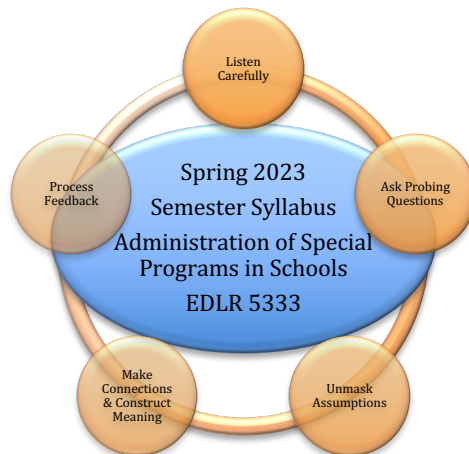 Listen
Carefully
Process
Feedback
Spring 2023
Semester Syllabus
Administration of Special
Programs in Schools
EDLR 5333
Ask Probing
Questions
Make
Connections
& Construct
Meaning
Unmask
Assumptions